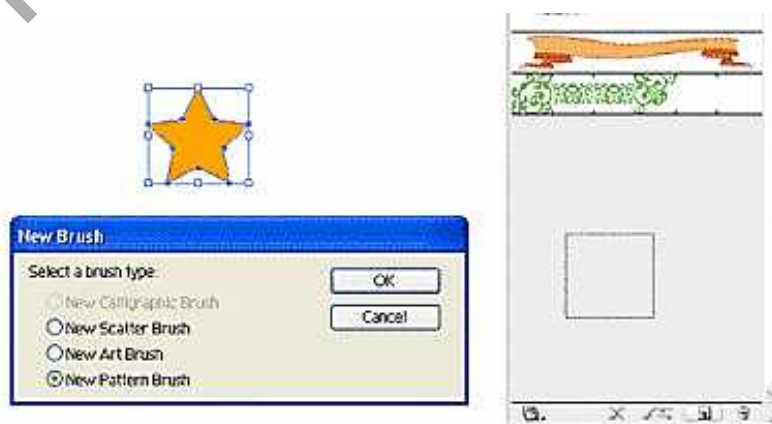 New Brush
Select a brush type:
New Calligraphic Brush
New Scatter Brush
New Art Brush
New Pattern Brush
OK
Cancel